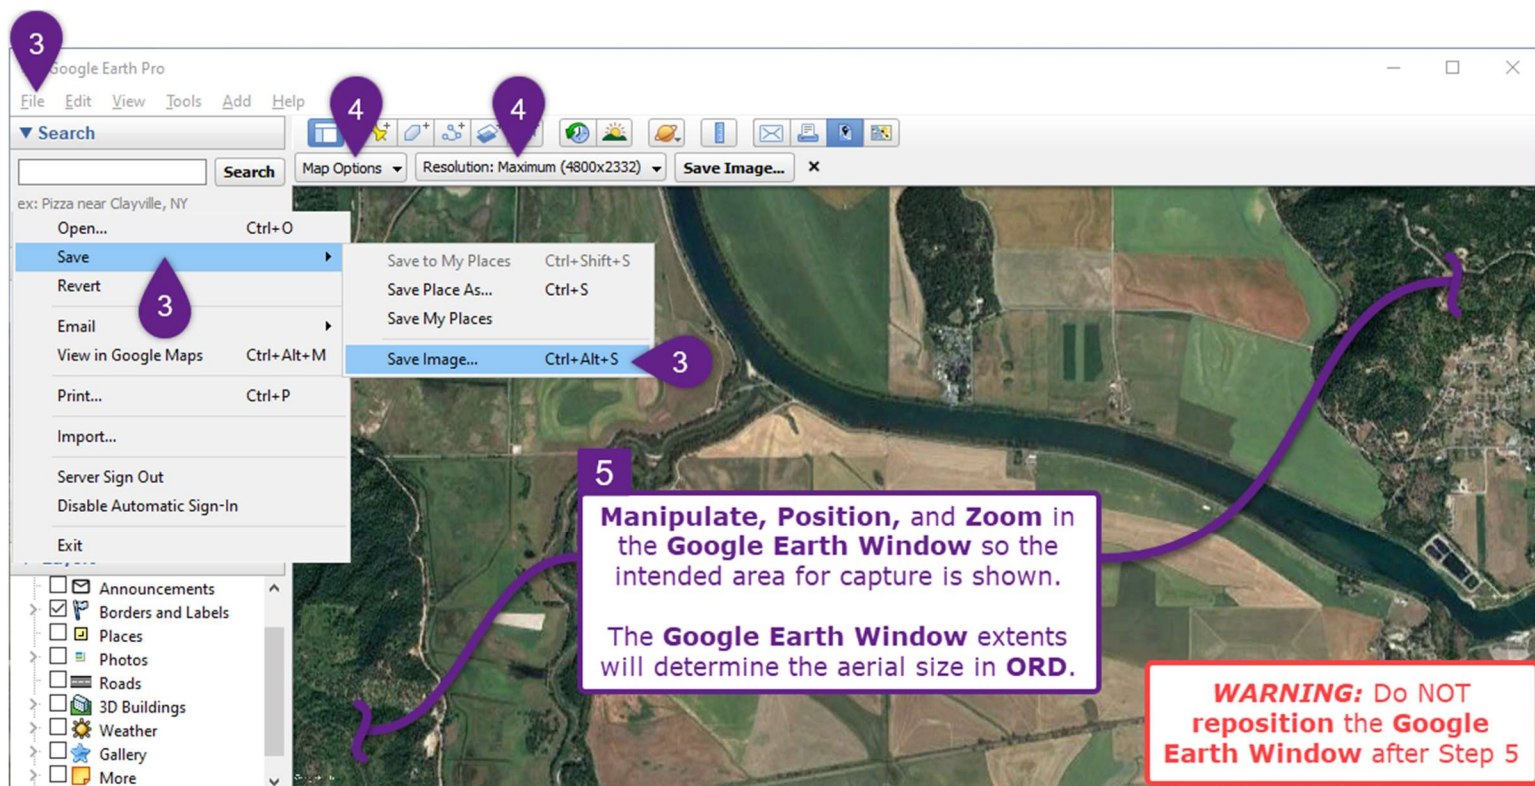 3
Google Earth Pro
File Edit View Tools Add Help
4
4
Search
Search
Map Options
Resolution: Maximum (4800x2332)
Save Image...
ex: Pizza near Clayville, NY
Open... Ctrl+O
Save
Revert
3
Email
View in Google Maps Ctrl+Alt+M
Print... Ctrl+P
Import...
Server Sign Out
Disable Automatic Sign-In
Exit
Save to My Places Ctrl+Shift+S
Save Place As... Ctrl+S
Save My Places
Save Image... Ctrl+Alt+S
3
Announcements
Borders and Labels
Places
Photos
Roads
3D Buildings
Weather
Gallery
More
5
Manipulate, Position, and Zoom in
the Google Earth Window so the
intended area for capture is shown.
The Google Earth Window extents
will determine the aerial size in ORD.
WARNING: Do NOT
reposition the Google
Earth Window after Step 5